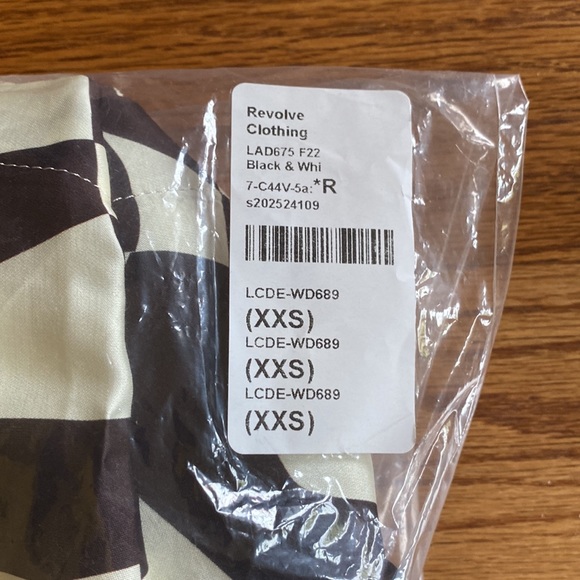 Revolve
Clothing
LAD675 F22
Black & Whi
7-C44V-5a:*R
s202524109
LCDE-WD689
(XXS)
LCDE-WD689
(XXS)
LCDE-WD689
(XXS)